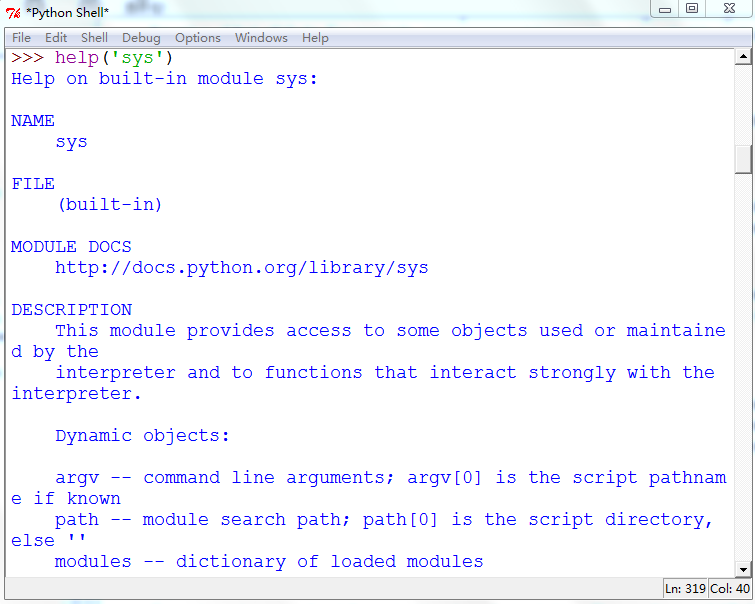 *Python Shell*
File Edit Shell Debug Options Windows Help
>>> help('sys')
Help on built-in module sys:
NAME
    sys
FILE
    (built-in)
MODULE DOCS
    http://docs.python.org/library/sys
DESCRIPTION
    This module provides access to some objects used or maintaine
d by the
    interpreter and to functions that interact strongly with the
interpreter.
    Dynamic objects:
    argv -- command line arguments; argv[0] is the script pathnam
e if known
    path -- module search path; path[0] is the script directory,
else ''
    modules -- dictionary of loaded modules
Ln: 319 Col: 40